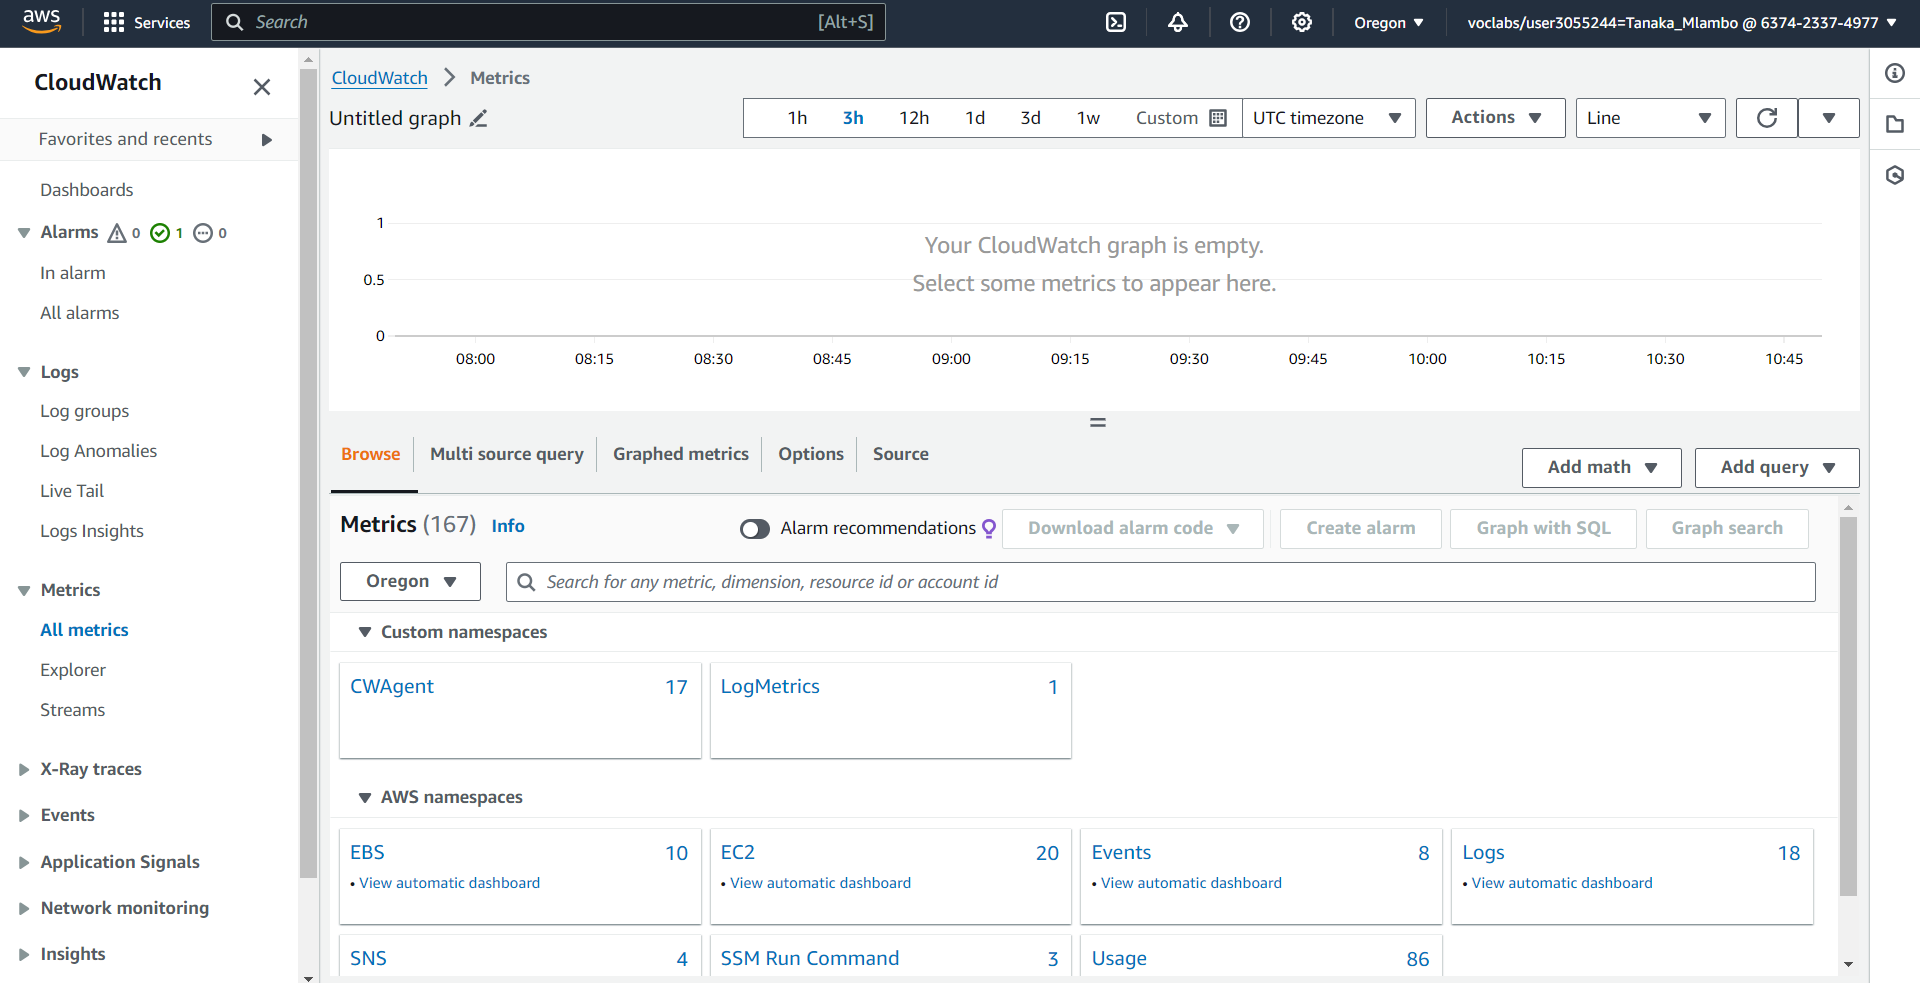 aws
Services
Search [Alt+S]
Oregon
voclabs/user3055244=Tanaka_Mlambo @ 6374-2337-4977
CloudWatch
Favorites and recents
Dashboards
Alarms 0 1 0
In alarm
All alarms
Logs
Log groups
Log Anomalies
Live Tail
Logs Insights
Metrics
All metrics
Explorer
Streams
X-Ray traces
Events
Application Signals
Network monitoring
Insights
CloudWatch > Metrics
Untitled graph
1h 3h 12h 1d 3d 1w Custom UTC timezone
Actions
Line
1
0.5
0
Your CloudWatch graph is empty.
Select some metrics to appear here.
08:00 08:15 08:30 08:45 09:00 09:15 09:30 09:45 10:00 10:15 10:30 10:45
Browse Multi source query Graphed metrics Options Source
Add math Add query
Metrics (167) Info
Alarm recommendations
Download alarm code Create alarm Graph with SQL Graph search
Oregon
Search for any metric, dimension, resource id or account id
Custom namespaces
CWAgent 17
LogMetrics 1
AWS namespaces
EBS 10
• View automatic dashboard
EC2 20
• View automatic dashboard
Events 8
• View automatic dashboard
Logs 18
• View automatic dashboard
SNS 4
SSM Run Command 3
Usage 86